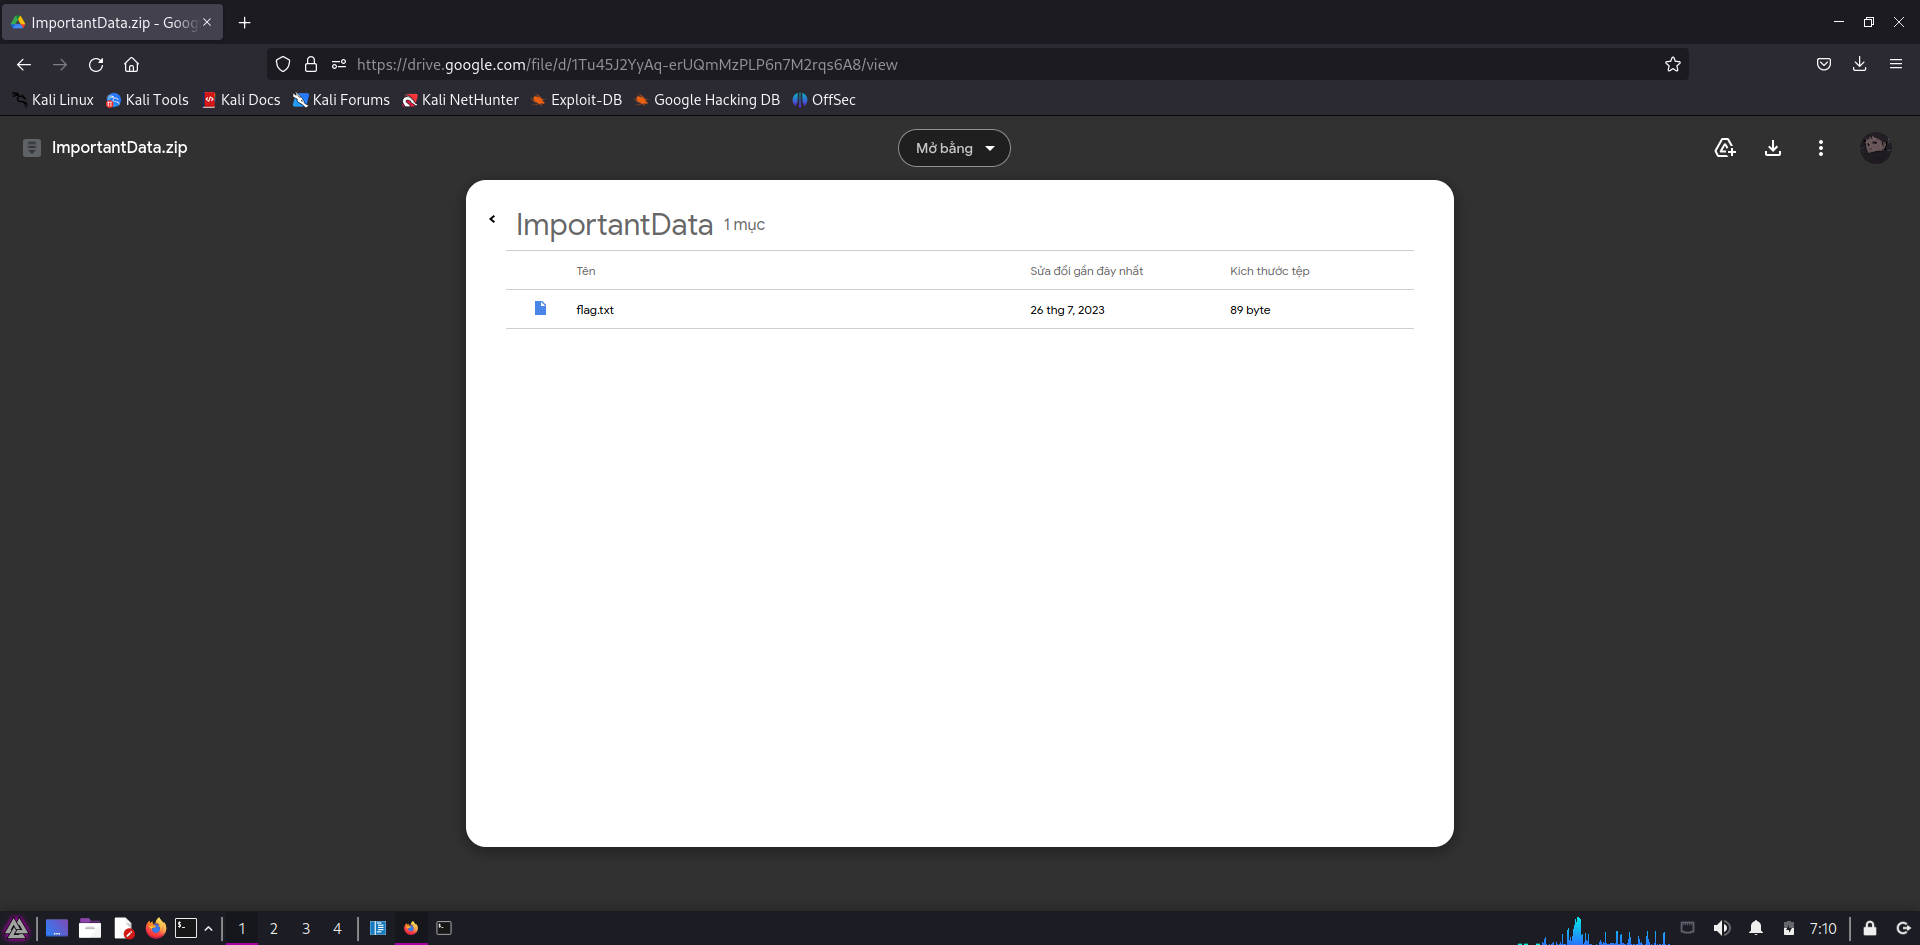 ImportantData.zip - Goog
https://drive.google.com/file/d/1Tu45J2YyAq-erUQmMzPLP6n7M2rqs6A8/view
Kali Linux Kali Tools Kali Docs Kali Forums Kali NetHunter Exploit-DB Google Hacking DB OffSec
ImportantData.zip Mở bằng
ImportantData 1 mục
Tên Sửa đổi gần đây nhất Kích thước tệp
flag.txt 26 thg 7, 2023 89 byte
1 2 3 4 7:10